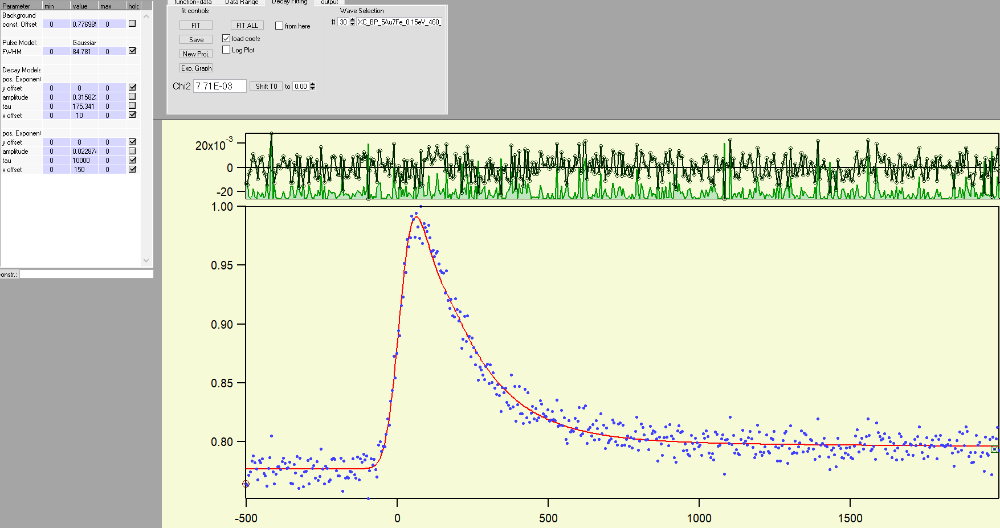 Parameter min value max hold
Background
const. Offset 0 0.77698 0
Pulse Model: Gaussian
FWHM 0 84.781 0
Decay Models
pos. Exponent
y offset 0 0 0
amplitude 0 0.31582 0
tau 0 175.341 0
x offset 0 10 0
pos. Exponent
y offset 0 0 0
amplitude 0 0.02287 0
tau 0 10000 0
x offset 0 150 0
constr.:
function+data Data Range Decay Fitting output
fit controls
Wave Selection
# 30 XC_BP_5Au7Fe_0.15eV_460_
FIT FIT ALL from here
Save load coefs
Log Plot
New Proj.
Exp. Graph
Chi2 7.71E-03 Shift T0 to 0.00
20x10-3
0
-20
1.00
0.95
0.90
0.85
0.80
-500 0 500 1000 1500